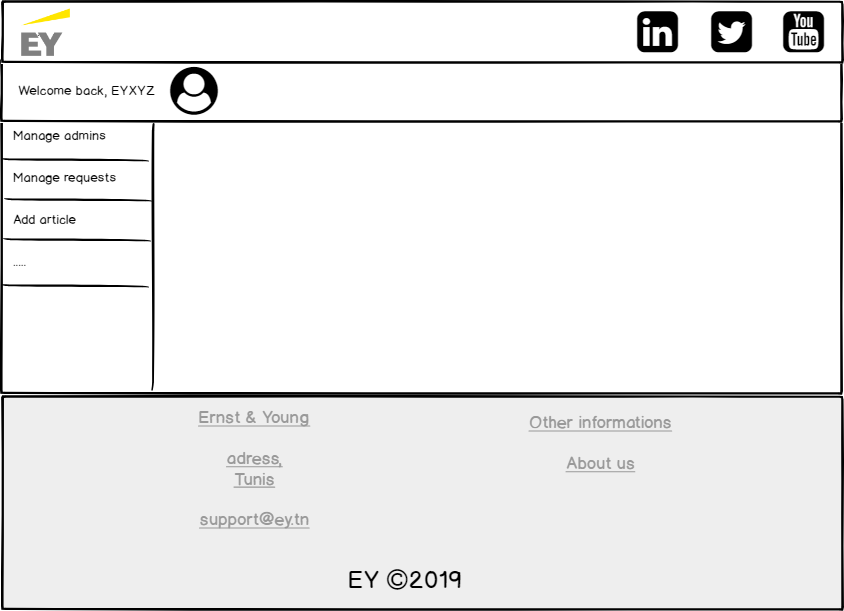 EY
in
You
Tube
Welcome back, EYXYZ
Manage admins
Manage requests
Add article
.....
Ernst & Young
Other informations
adress,
Tunis
About us
support@ey.tn
EY ©2019